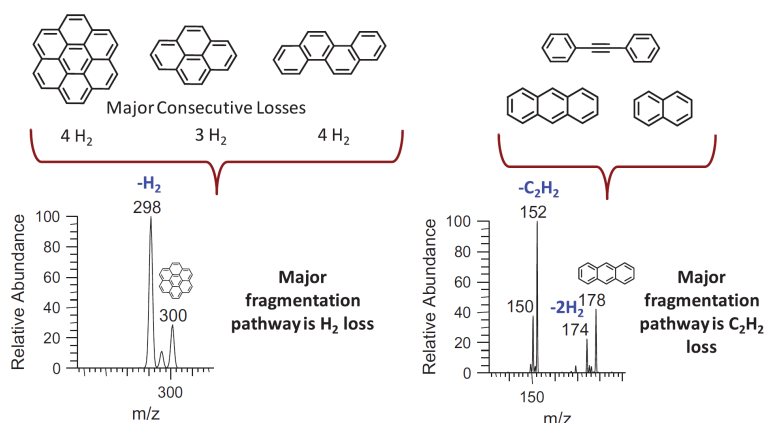 Major Consecutive Losses
4 H2
3 H2
4 H2
-H2
298
300
Relative Abundance
100
80
60
40
20
0
300
m/z
Major
fragmentation
pathway is H2 loss
-C2H2
152
150
-2H2
178
174
Relative Abundance
100
80
60
40
20
0
150
m/z
Major
fragmentation
pathway is C2H2
loss